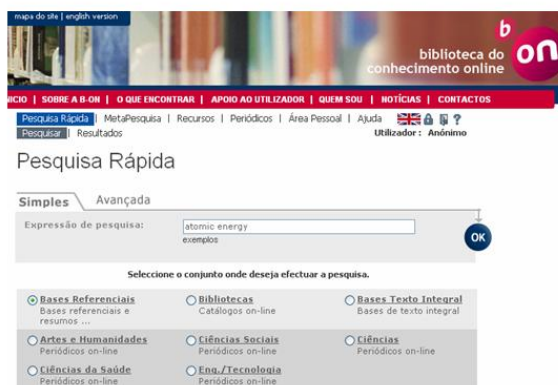 mapa do site | english version
b
on
biblioteca do
conhecimento online
ICIO | SOBRE A B-ON | O QUE ENCONTRAR | APOIO AO UTILIZADOR | QUEM SOU | NOTÍCIAS | CONTACTOS
Pesquisa Rápida | MetaPesquisa | Recursos | Periódicos | Área Pessoal | Ajuda ?
Pesquisar | Resultados Utilizador : Anónimo
Pesquisa Rápida
Simples Avançada
Expressão de pesquisa: atomic energy
exemplos
OK
Seleccione o conjunto onde deseja efectuar a pesquisa.
Bases Referenciais Bibliotecas Bases Texto Integral
Bases referenciais e Catálogos on-line Bases de texto integral
resumos ...
Artes e Humanidades Ciências Sociais Ciências
Periódicos on-line Periódicos on-line Periódicos on-line
Ciências da Saúde Eng./Tecnologia
Periódicos on-line Periódicos on-line